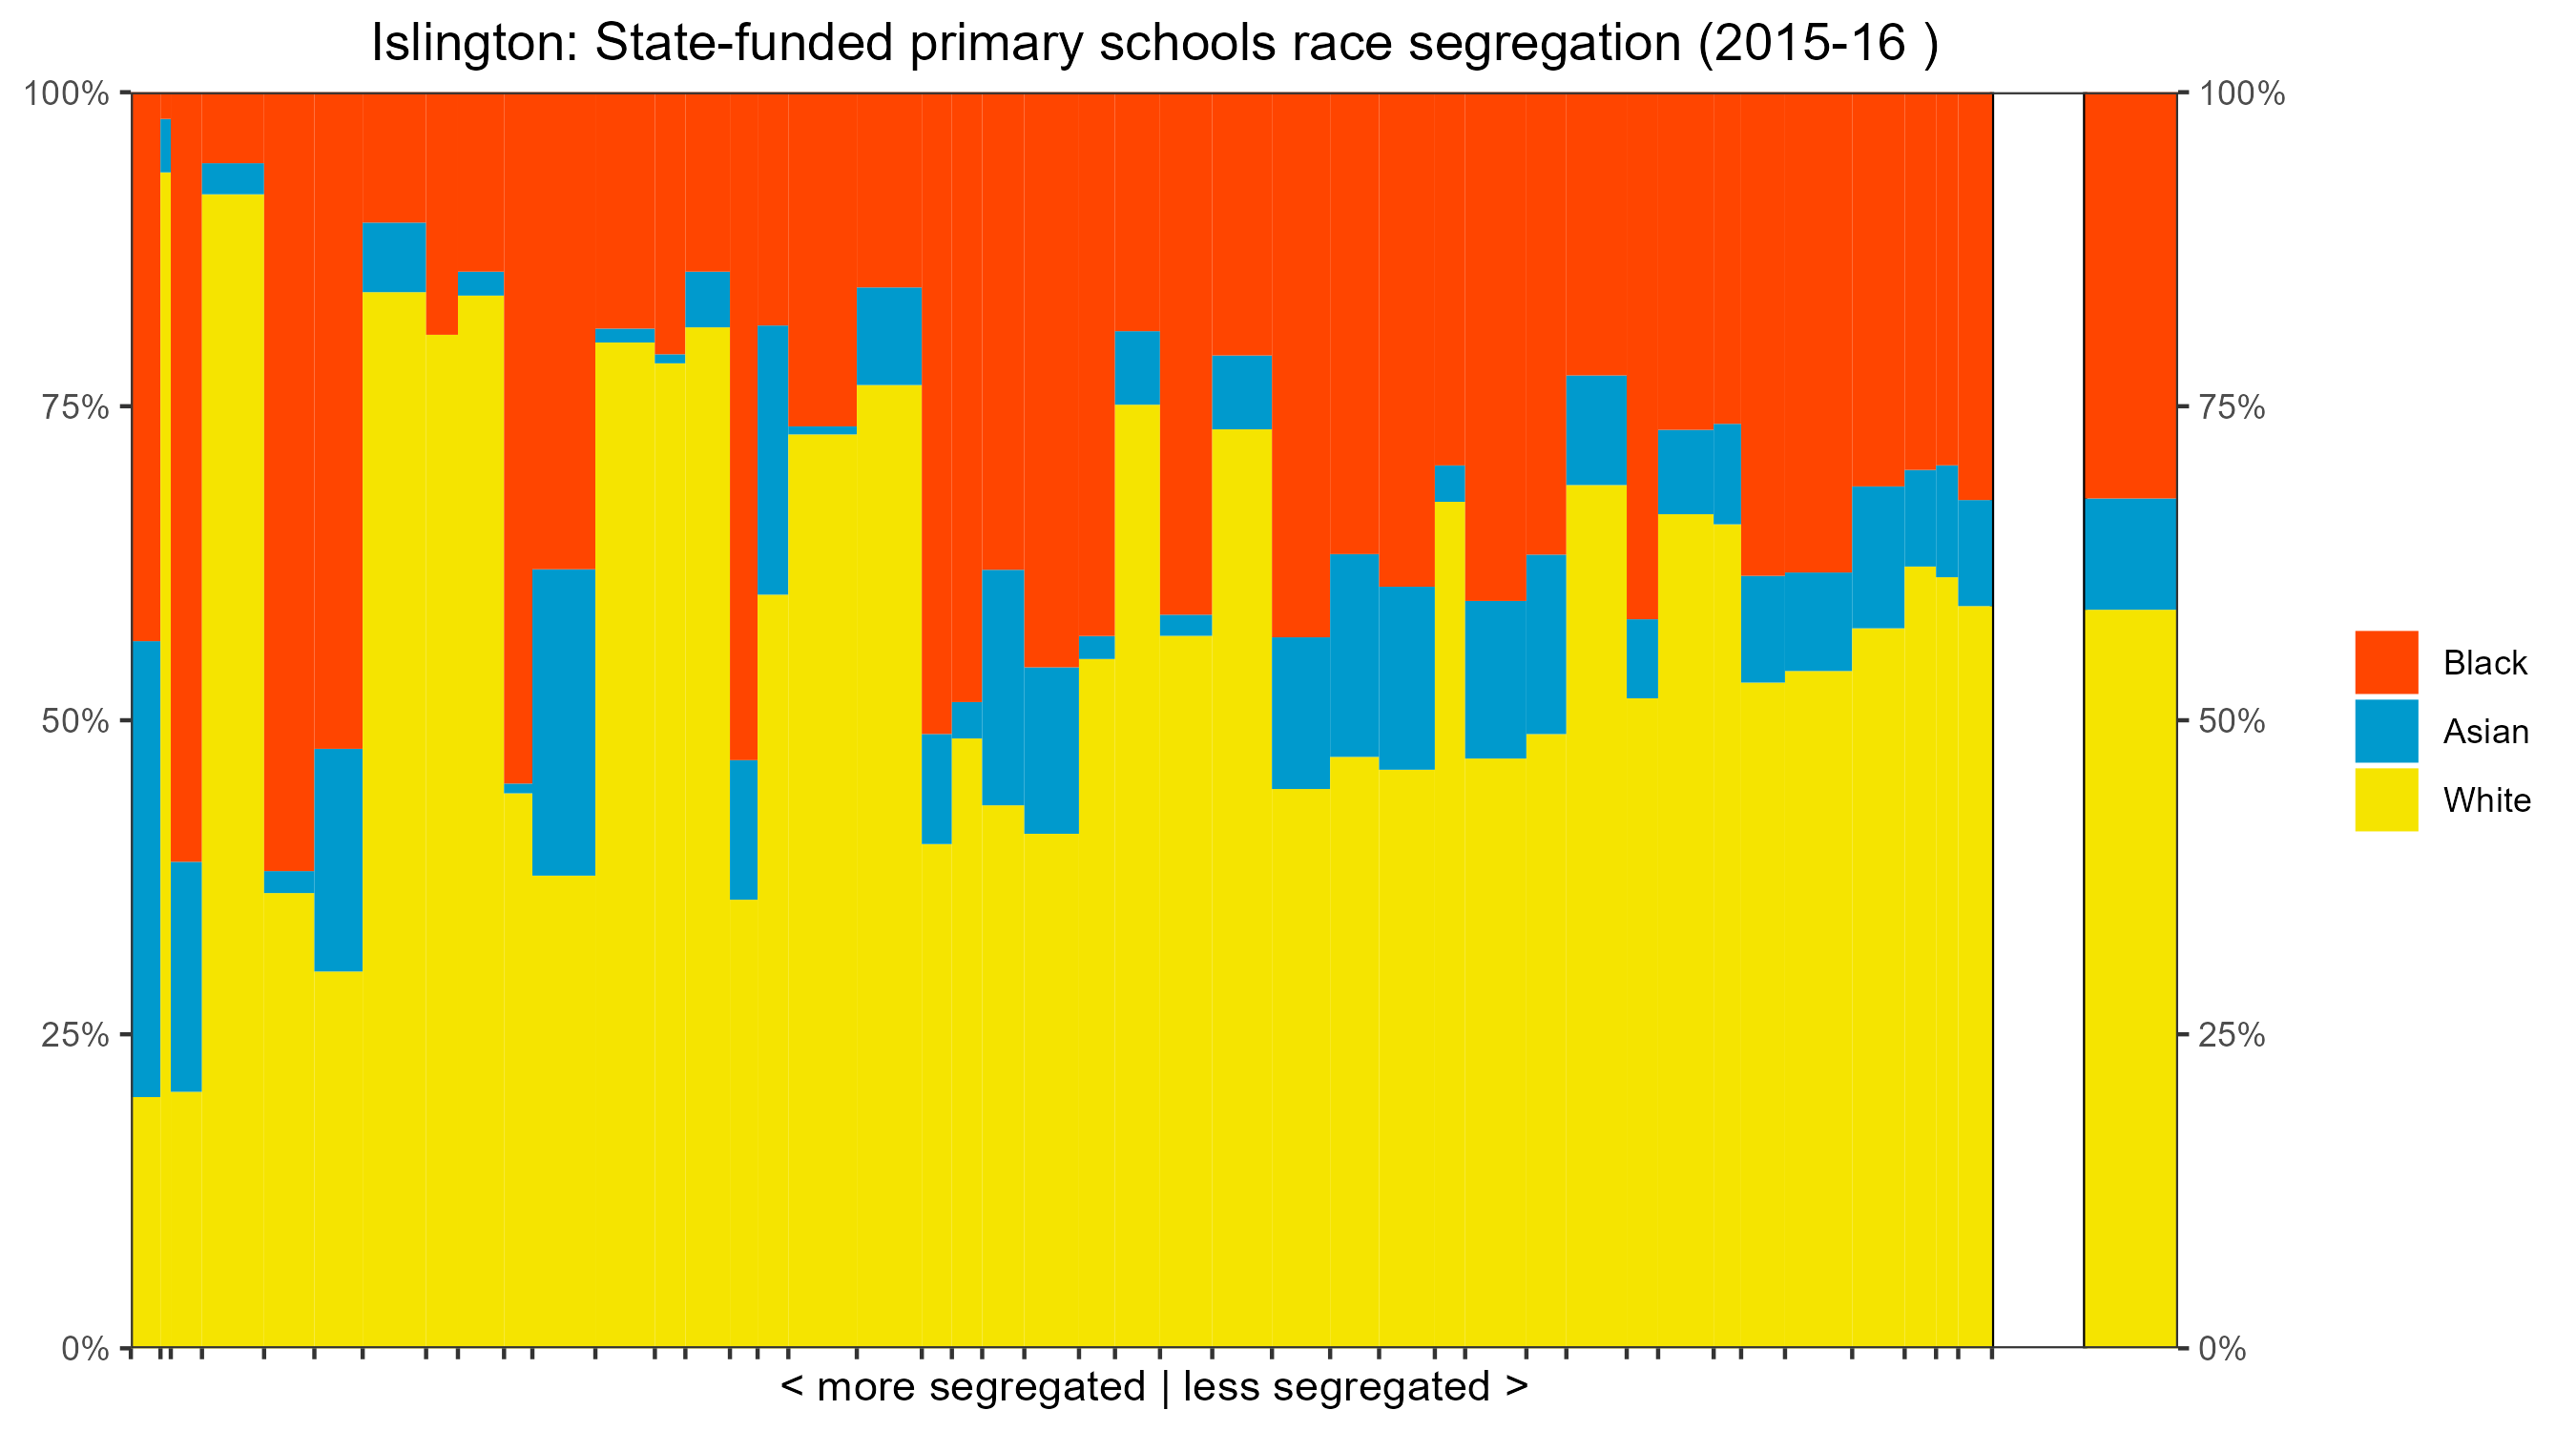 Islington: State-funded primary schools race segregation (2015-16 )
100%
75%
50%
25%
0%
100%
75%
50%
25%
0%
Black
Asian
White
< more segregated | less segregated >